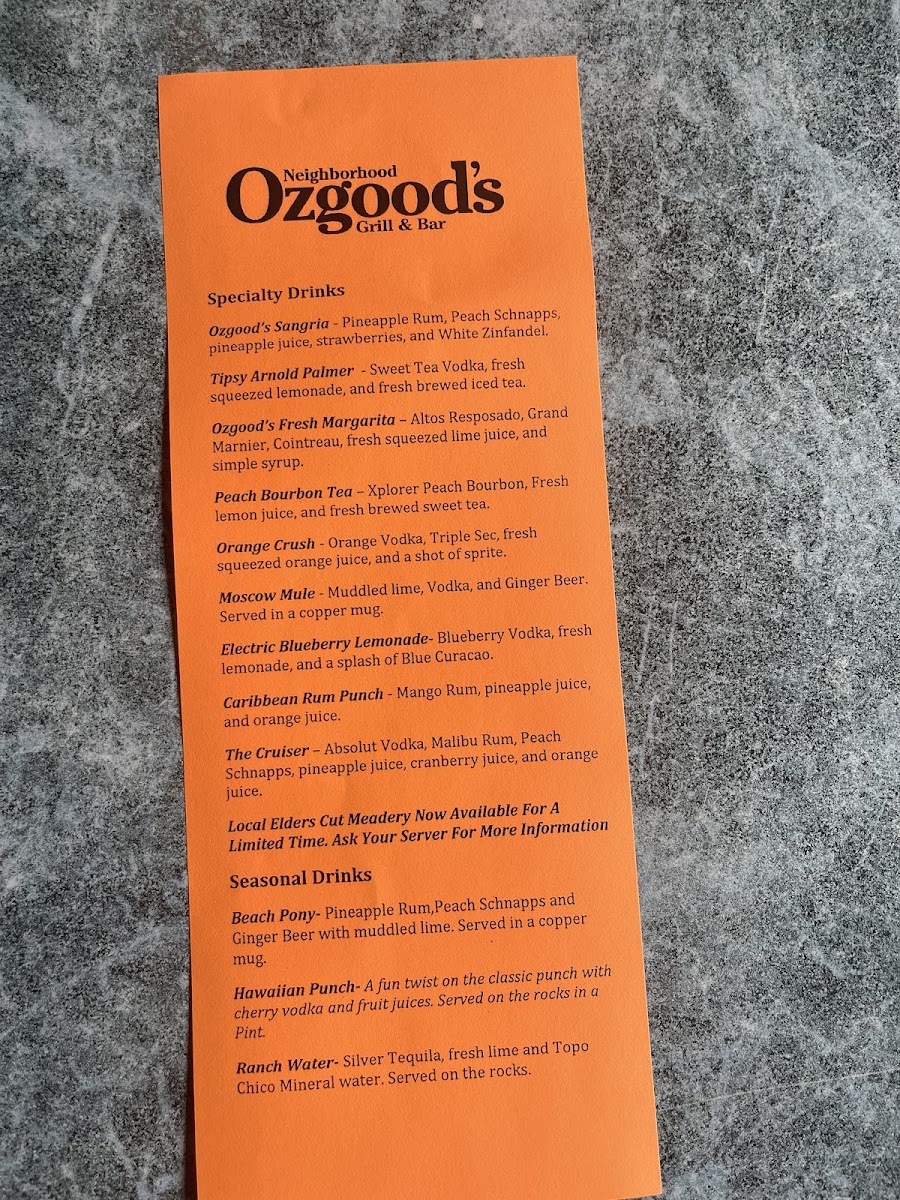 Neighborhood
Ozgood's
Grill & Bar
Specialty Drinks
Ozgood's Sangria - Pineapple Rum, Peach Schnapps,
pineapple juice, strawberries, and White Zinfandel.
Tipsy Arnold Palmer - Sweet Tea Vodka, fresh
squeezed lemonade, and fresh brewed iced tea.
Ozgood's Fresh Margarita – Altos Resposado, Grand
Marnier, Cointreau, fresh squeezed lime juice, and
simple syrup.
Peach Bourbon Tea – Xplorer Peach Bourbon, Fresh
lemon juice, and fresh brewed sweet tea.
Orange Crush - Orange Vodka, Triple Sec, fresh
squeezed orange juice, and a shot of sprite.
Moscow Mule - Muddled lime, Vodka, and Ginger Beer.
Served in a copper mug.
Electric Blueberry Lemonade- Blueberry Vodka, fresh
lemonade, and a splash of Blue Curacao.
Caribbean Rum Punch - Mango Rum, pineapple juice,
and orange juice.
The Cruiser – Absolut Vodka, Malibu Rum, Peach
Schnapps, pineapple juice, cranberry juice, and orange
juice.
Local Elders Cut Meadery Now Available For A
Limited Time. Ask Your Server For More Information
Seasonal Drinks
Beach Pony- Pineapple Rum,Peach Schnapps and
Ginger Beer with muddled lime. Served in a copper
mug.
Hawaiian Punch- A fun twist on the classic punch with
cherry vodka and fruit juices. Served on the rocks in a
Pint.
Ranch Water- Silver Tequila, fresh lime and Topo
Chico Mineral water. Served on the rocks.